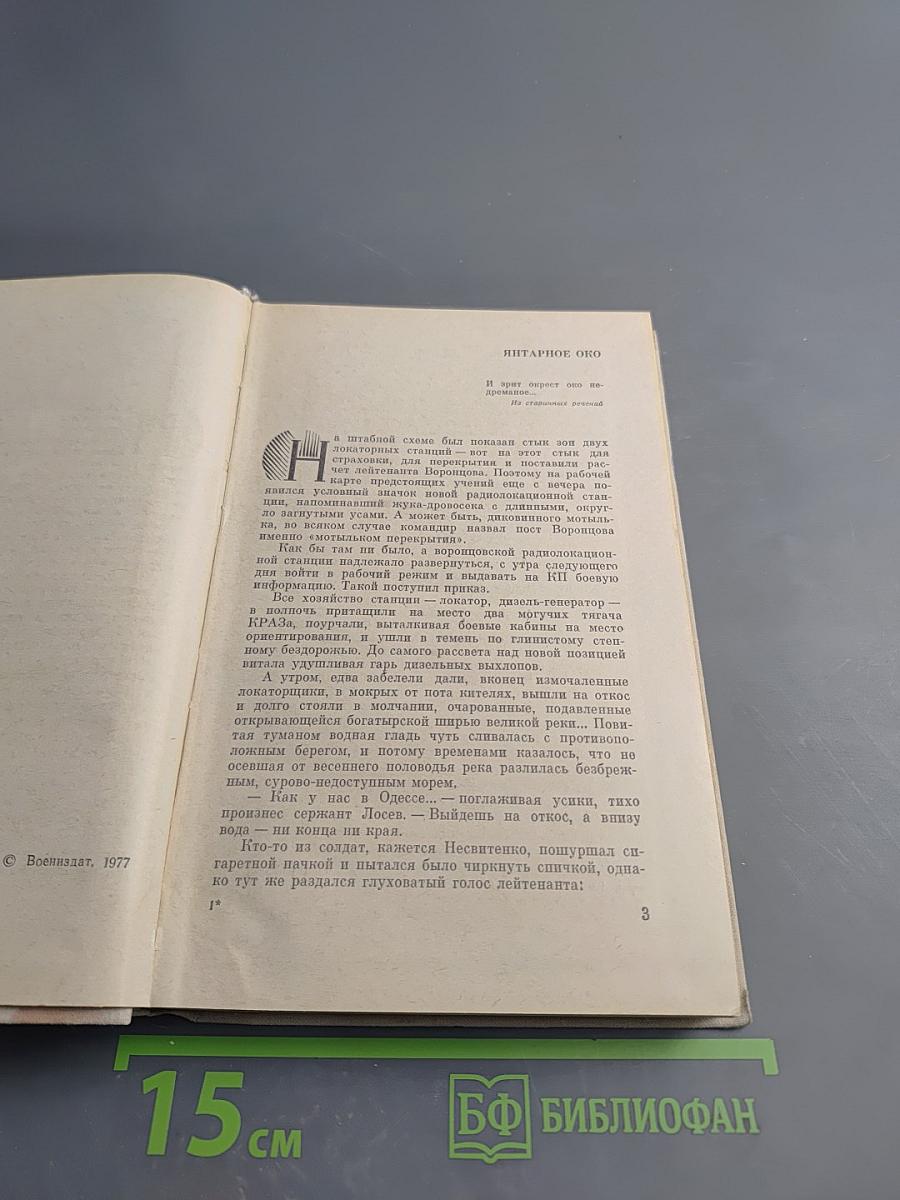 © Воениздат, 1977
ЯНТАРНОЕ ОКО
И зрит окрест око не-
дреманое...
Из старинных речений
На штабной схеме был показан стык зон двух
локаторных станций — вот на этот стык для
страховки, для перекрытия и поставили рас-
чет лейтенанта Воронцова. Поэтому на рабочей
карте предстоящих учений еще с вечера по-
явился условный значок новой радиолокационной стан-
ции, напоминавший жука-дровосека с длинными, округ-
ло загнутыми усами. А может быть, диковинного мотыль-
ка, во всяком случае командир назвал пост Воронцова
именно «мотыльком перекрытия».
Как бы там ни было, а воронцовской радиолокацион-
ной станции надлежало развернуться, с утра следующего
дня войти в рабочий режим и выдавать на КП боевую
информацию. Такой поступил приказ.
Все хозяйство станции — локатор, дизель-генератор —
в полночь притащили на место два могучих тягача
КРАЗа, поурчали, выталкивая боевые кабины на место
ориентирования, и ушли в темень по глинистому степ-
ному бездорожью. До самого рассвета над новой позицией
витала удушливая гарь дизельных выхлопов.
А утром, едва забелели дали, вконец измочаленные
локаторщики, в мокрых от пота кителях, вышли на откос
и долго стояли в молчании, очарованные, подавленные
открывающейся богатырской ширью великой реки... Пови-
тая туманом водная гладь чуть сливалась с противопо-
ложным берегом, и потому временами казалось, что не
осевшая от весеннего половодья река разлилась безбреж-
ным, сурово-недоступным морем.
— Как у нас в Одессе... — поглаживая усики, тихо
произнес сержант Лосев. — Выйдешь на откос, а внизу
вода — ни конца ни края.
Кто-то из солдат, кажется Несвитенко, пошуршал си-
гаретной пачкой и пытался было чиркнуть спичкой, одна-
ко тут же раздался глуховатый голос лейтенанта:
1*
3
15 см
БФ БИБЛИОФАН